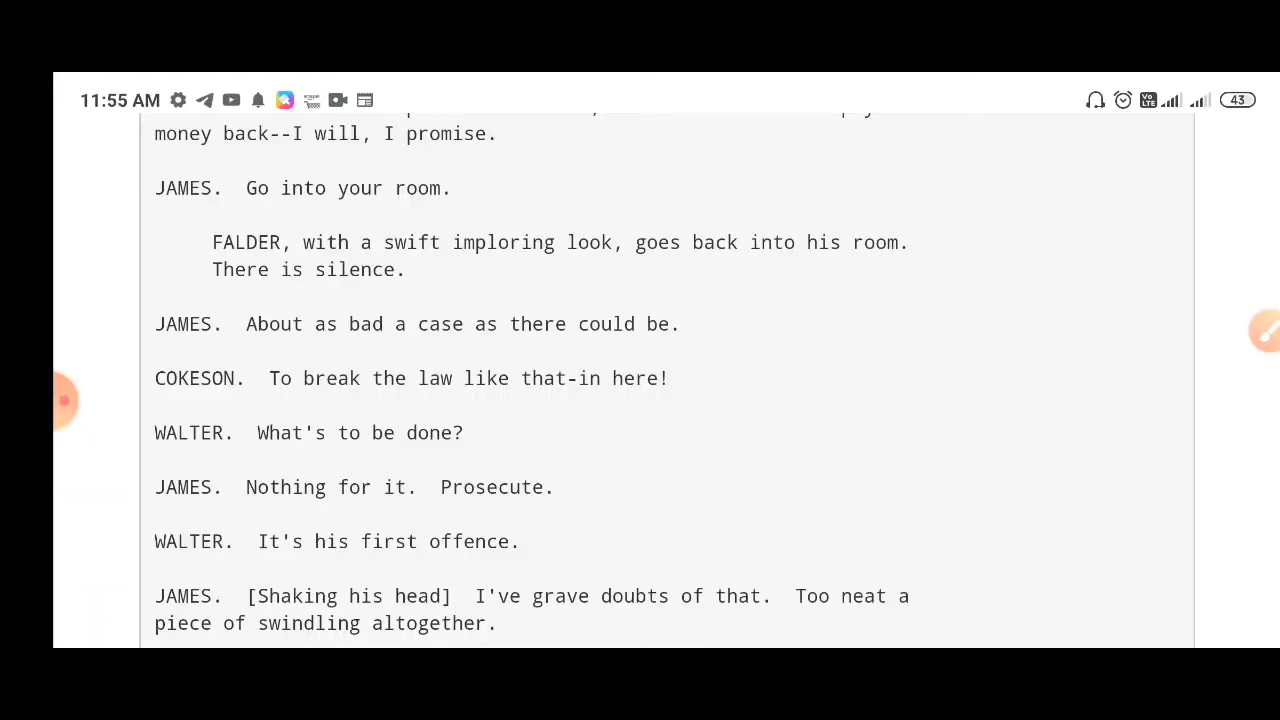 11:55 AM 43
money back--I will, I promise.
JAMES. Go into your room.
FALDER, with a swift imploring look, goes back into his room.
There is silence.
JAMES. About as bad a case as there could be.
COKESON. To break the law like that-in here!
WALTER. What's to be done?
JAMES. Nothing for it. Prosecute.
WALTER. It's his first offence.
JAMES. [Shaking his head] I've grave doubts of that. Too neat a
piece of swindling altogether.